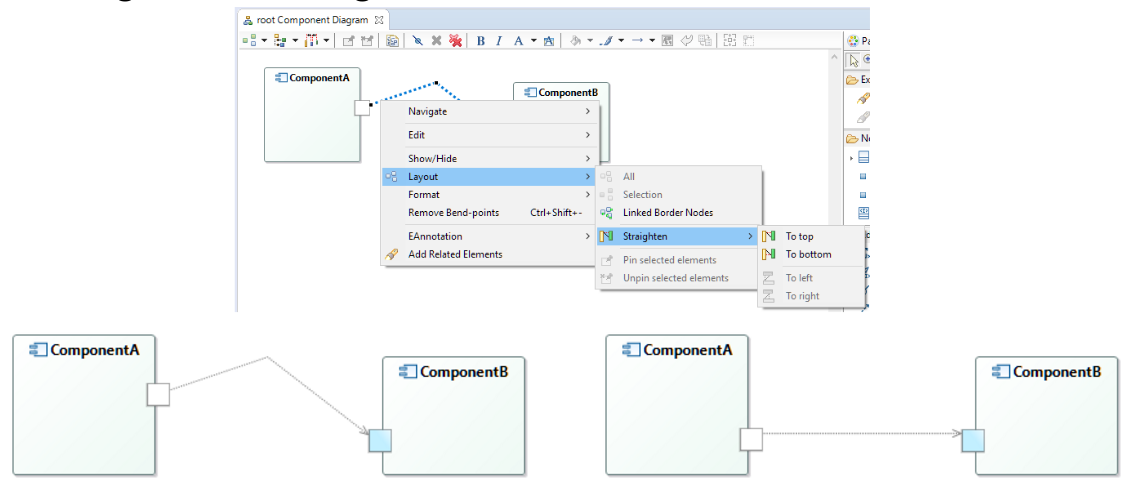 root Component Diagram
B I A
ComponentA
ComponentB
Navigate
Edit
Show/Hide
Layout
Format
Remove Bend-points Ctrl+Shift+-
EAnnotation
Add Related Elements
All
Selection
Linked Border Nodes
Straighten
Pin selected elements
Unpin selected elements
To top
To bottom
To left
To right
Pa
Ex
ComponentA
ComponentB
ComponentA
ComponentB